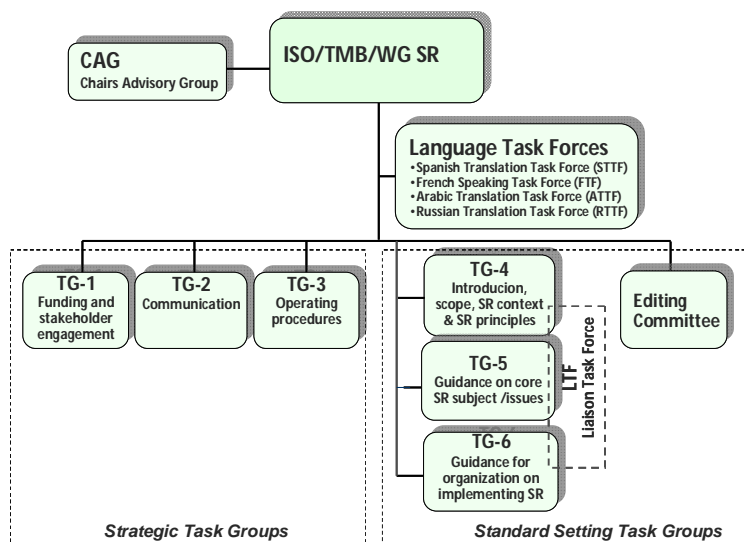 CAG
Chairs Advisory Group
ISO/TMB/WG SR
Language Task Forces
•Spanish Translation Task Force (STTF)
•French Speaking Task Force (FTF)
•Arabic Translation Task Force (ATTF)
•Russian Translation Task Force (RTTF)
TG-1
Funding and
stakeholder
engagement
TG-2
Communication
TG-3
Operating
procedures
TG-4
Introducion,
scope, SR context
& SR principles
TG-5
Guidance on core
SR subject /issues
TG-6
Guidance for
organization on
implementing SR
LTF
Liaison Task Force
Editing
Committee
Strategic Task Groups
Standard Setting Task Groups